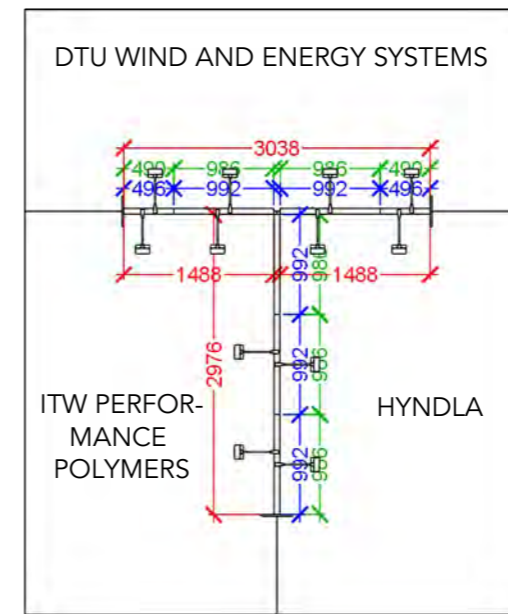 DTU WIND AND ENERGY SYSTEMS
3038
490 986 986 490
496 992 992 496
1488 1488
992 986
2976
992 986
992 986
ITW PERFOR-
MANCE
POLYMERS
HYNDLA